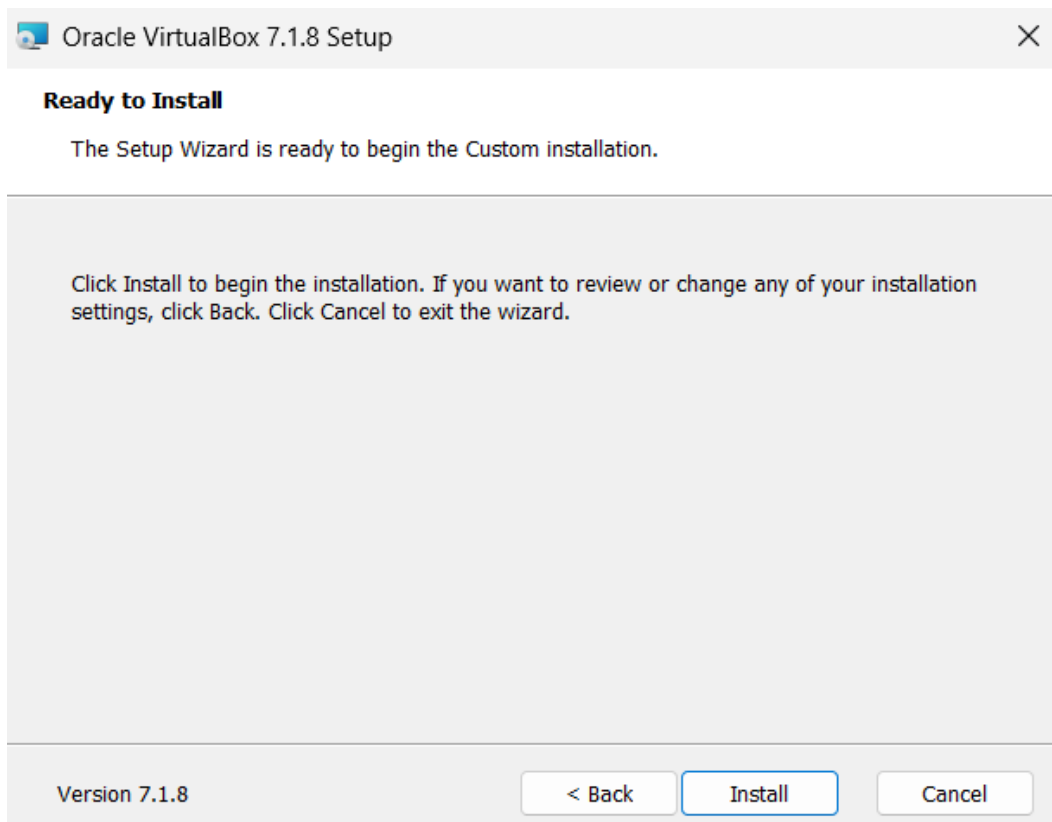 Oracle VirtualBox 7.1.8 Setup
Ready to Install
The Setup Wizard is ready to begin the Custom installation.
Click Install to begin the installation. If you want to review or change any of your installation
settings, click Back. Click Cancel to exit the wizard.
Version 7.1.8
< Back
Install
Cancel